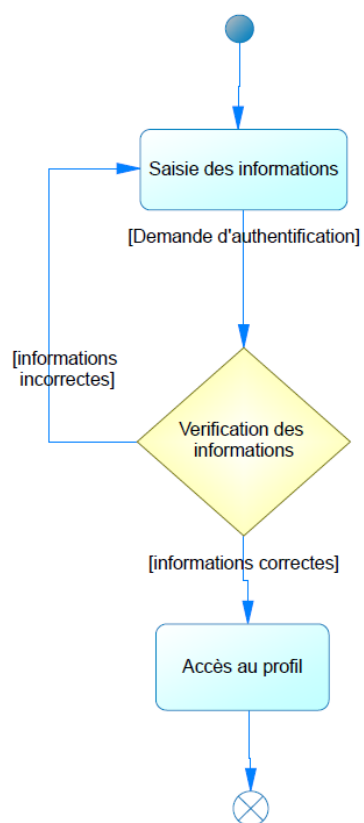 Saisie des informations
[Demande d'authentification]
[informations
incorrectes]
Verification des
informations
[informations correctes]
Accès au profil